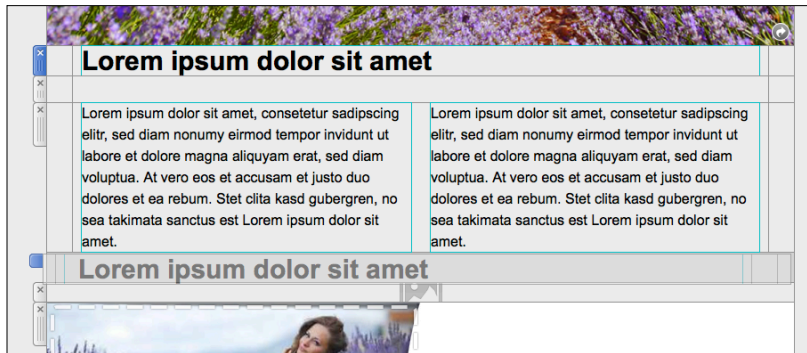 Lorem ipsum dolor sit amet
Lorem ipsum dolor sit amet, consetetur sadipscing
elitr, sed diam nonumy eirmod tempor invidunt ut
labore et dolore magna aliquyam erat, sed diam
voluptua. At vero eos et accusam et justo duo
dolores et ea rebum. Stet clita kasd gubergren, no
sea takimata sanctus est Lorem ipsum dolor sit
amet.
Lorem ipsum dolor sit amet, consetetur sadipscing
elitr, sed diam nonumy eirmod tempor invidunt ut
labore et dolore magna aliquyam erat, sed diam
voluptua. At vero eos et accusam et justo duo
dolores et ea rebum. Stet clita kasd gubergren, no
sea takimata sanctus est Lorem ipsum dolor sit
amet.
Lorem ipsum dolor sit amet